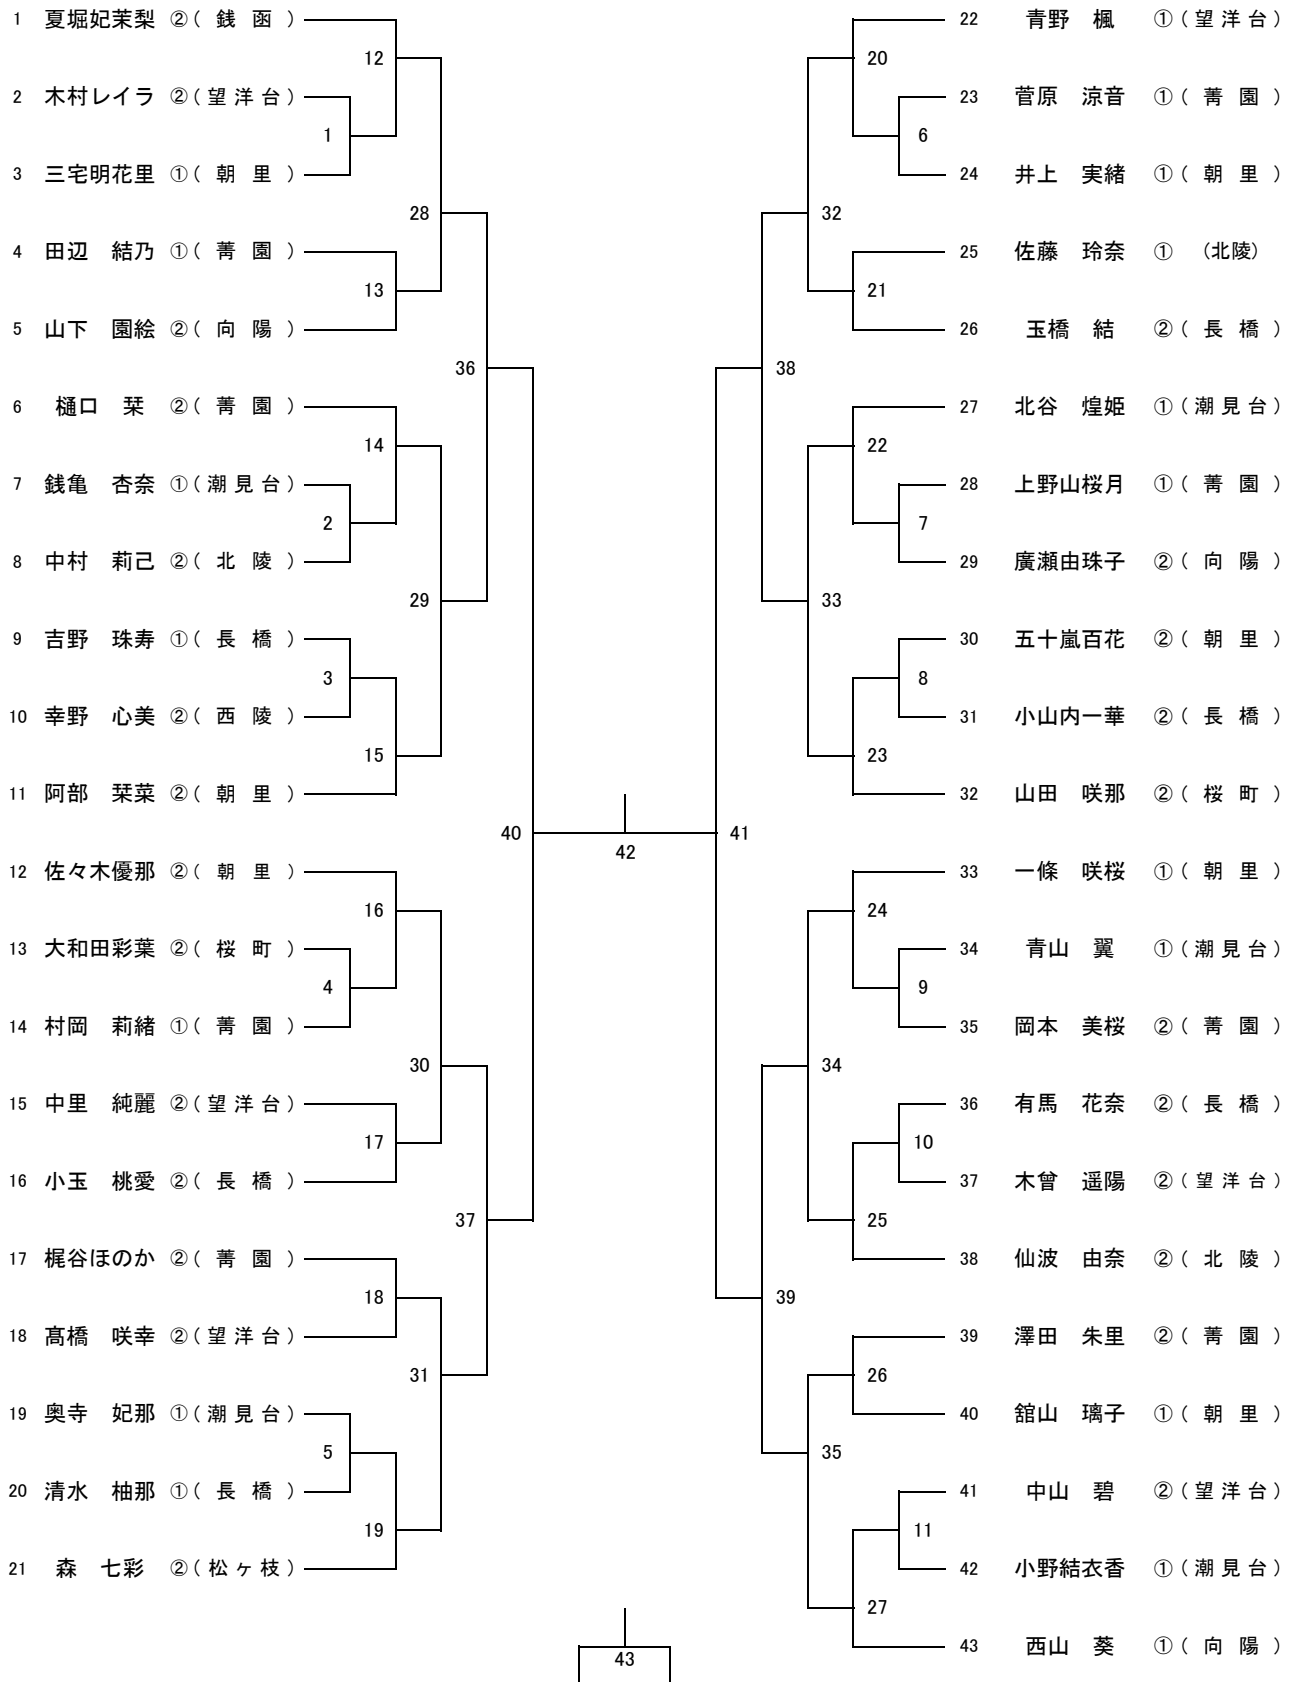 1 夏堀妃茉梨 ②( 銭 函 ) 22 青野 楓 ①( 望 洋 台 )
12 20
2 木村レイラ ②( 望 洋 台 ) 23 菅原 涼音 ①( 菁 園 )
1 6
3 三宅明花里 ①( 朝 里 ) 24 井上 実緒 ①( 朝 里 )
28 32
4 田辺 結乃 ①( 菁 園 ) 25 佐藤 玲奈 ① (北陵)
13 21
5 山下 園絵 ②( 向 陽 ) 26 玉橋 結 ②( 長 橋 )
36 38
6 樋口 栞 ②( 菁 園 ) 27 北谷 煌姫 ①( 潮 見 台 )
14 22
7 銭亀 杏奈 ①( 潮 見 台 ) 28 上野山桜月 ①( 菁 園 )
2 7
8 中村 莉己 ②( 北 陵 ) 29 廣瀬由珠子 ②( 向 陽 )
29 33
9 吉野 珠寿 ①( 長 橋 ) 30 五十嵐百花 ②( 朝 里 )
3 8
10 幸野 心美 ②( 西 陵 ) 31 小山内一華 ②( 長 橋 )
15 23
11 阿部 栞菜 ②( 朝 里 ) 32 山田 咲那 ②( 桜 町 )
40 42 41
12 佐々木優那 ②( 朝 里 ) 33 一條 咲桜 ①( 朝 里 )
16 24
13 大和田彩葉 ②( 桜 町 ) 34 青山 翼 ①( 潮 見 台 )
4 9
14 村岡 莉緒 ①( 菁 園 ) 35 岡本 美桜 ②( 菁 園 )
30 34
15 中里 純麗 ②( 望 洋 台 ) 36 有馬 花奈 ②( 長 橋 )
17 10
16 小玉 桃愛 ②( 長 橋 ) 37 木曾 遥陽 ②( 望 洋 台 )
37 25
17 梶谷ほのか ②( 菁 園 ) 38 仙波 由奈 ②( 北 陵 )
18 39
18 髙橋 咲幸 ②( 望 洋 台 ) 39 澤田 朱里 ②( 菁 園 )
31 26
19 奥寺 妃那 ①( 潮 見 台 ) 40 舘山 璃子 ①( 朝 里 )
5 35
20 清水 柚那 ①( 長 橋 ) 41 中山 碧 ②( 望 洋 台 )
19 11
21 森 七彩 ②( 松 ヶ 枝 ) 42 小野結衣香 ①( 潮 見 台 )
27
43 西山 葵 ①( 向 陽 )
43